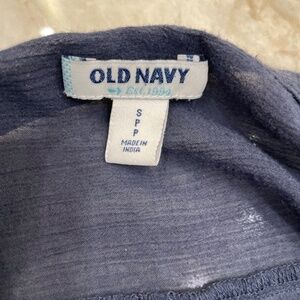 OLD NAVY
Est. 1994
S
P
P
MADE IN
INDIA